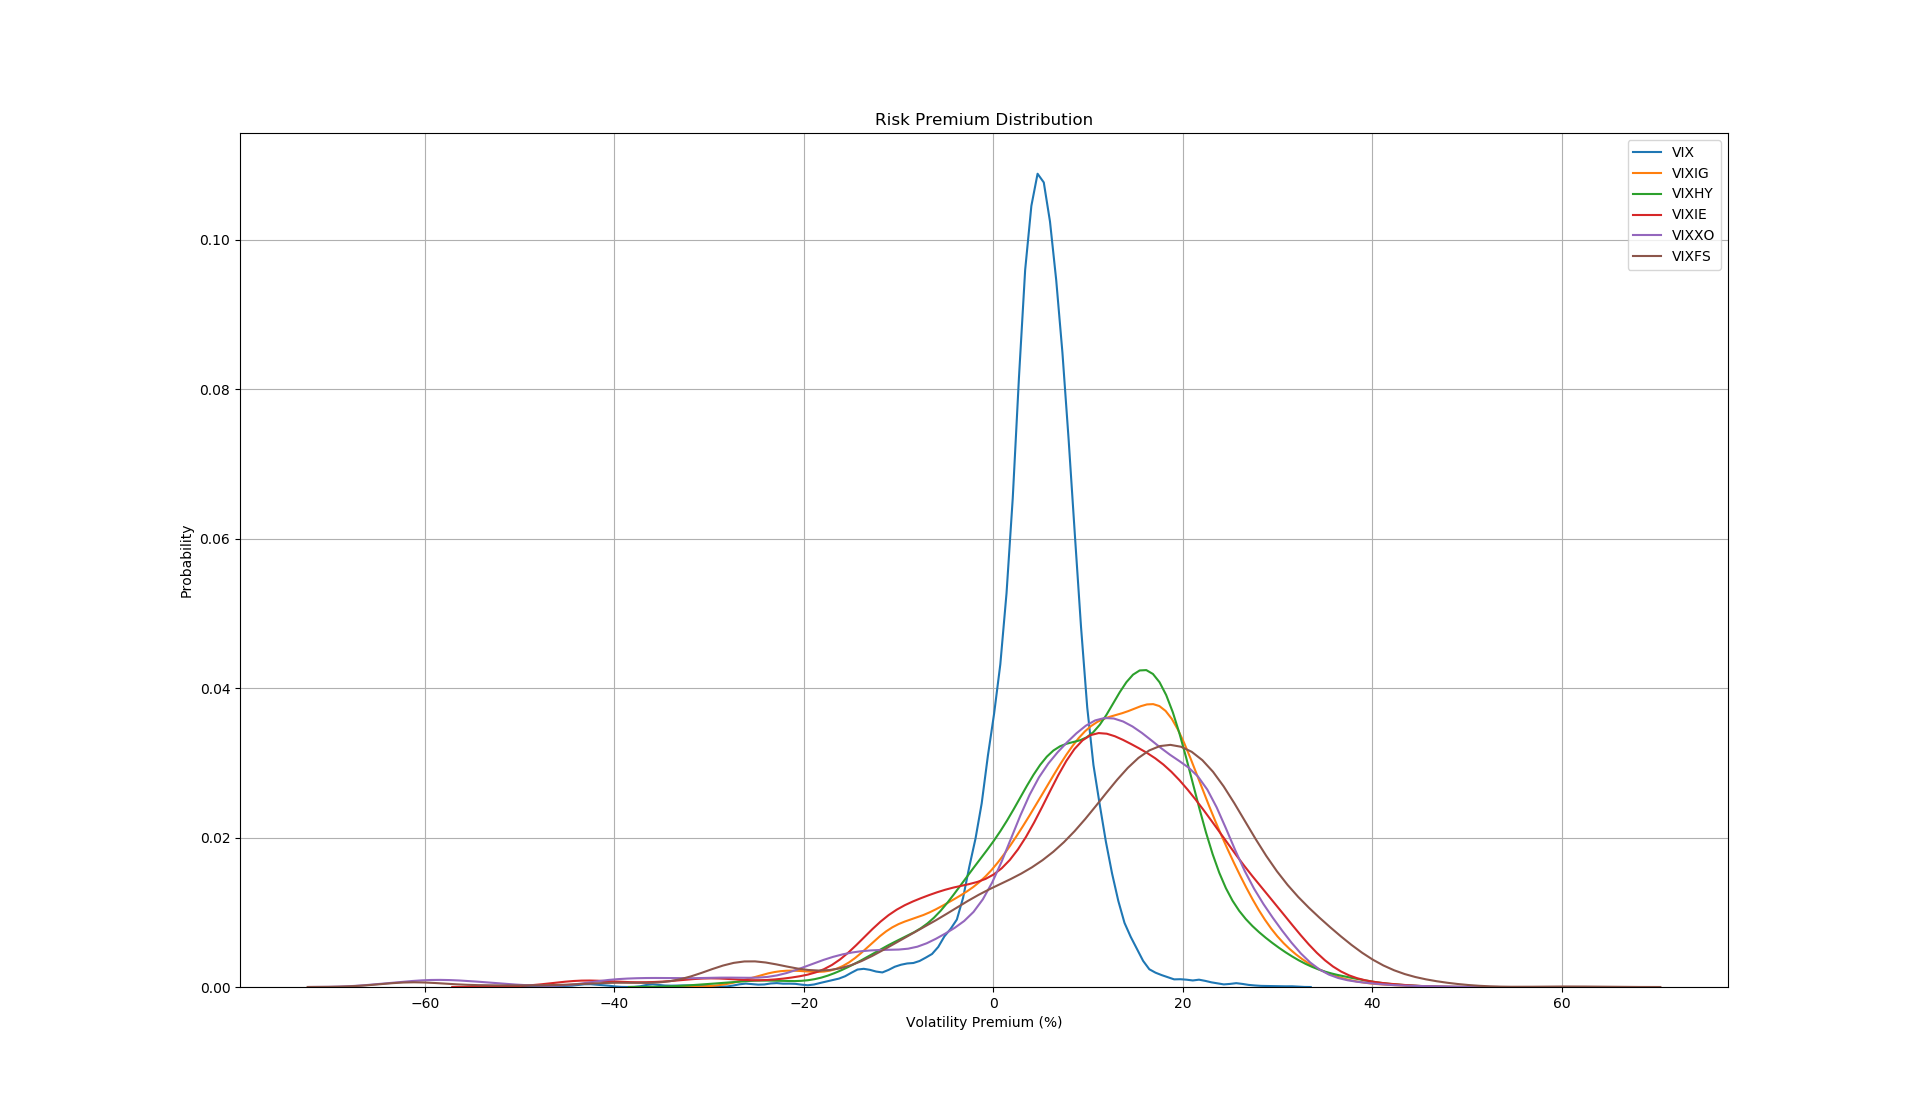 Risk Premium Distribution
VIX
VIXIG
VIXHY
VIXIE
VIXXO
VIXFS
0.10
0.08
0.06
0.04
0.02
0.00
Probability
−60
−40
−20
0
20
40
60
Volatility Premium (%)